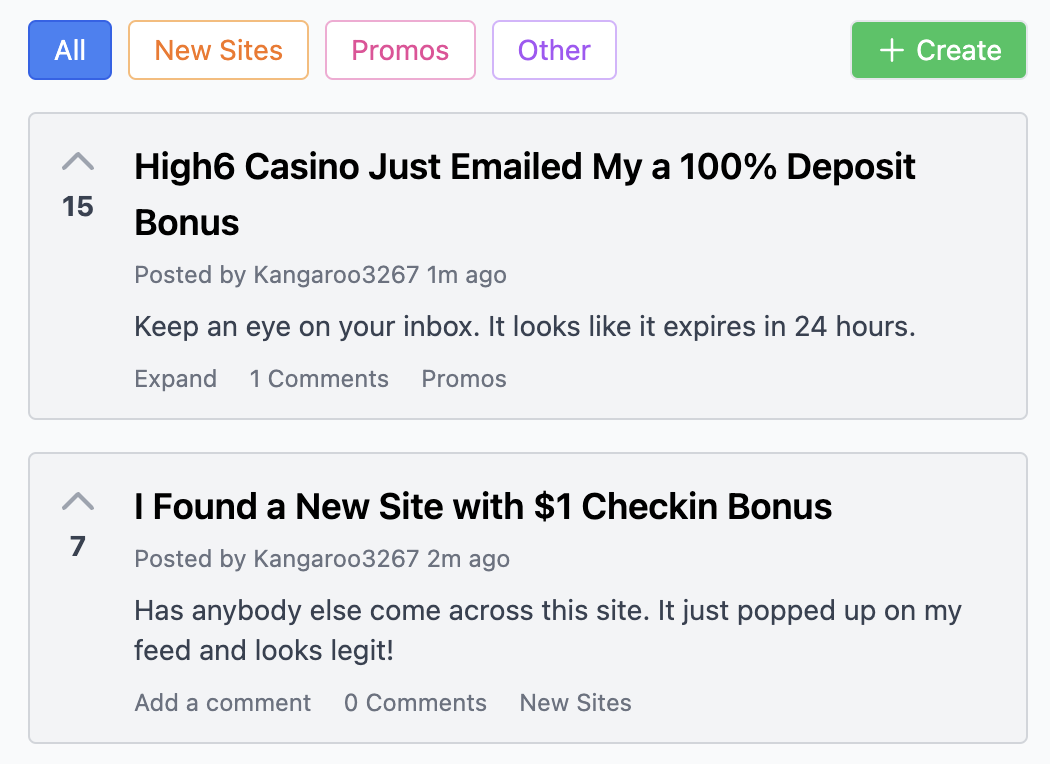 All New Sites Promos Other + Create
High6 Casino Just Emailed My a 100% Deposit
Bonus
15
Posted by Kangaroo3267 1m ago
Keep an eye on your inbox. It looks like it expires in 24 hours.
Expand 1 Comments Promos
I Found a New Site with $1 Checkin Bonus
7
Posted by Kangaroo3267 2m ago
Has anybody else come across this site. It just popped up on my
feed and looks legit!
Add a comment 0 Comments New Sites